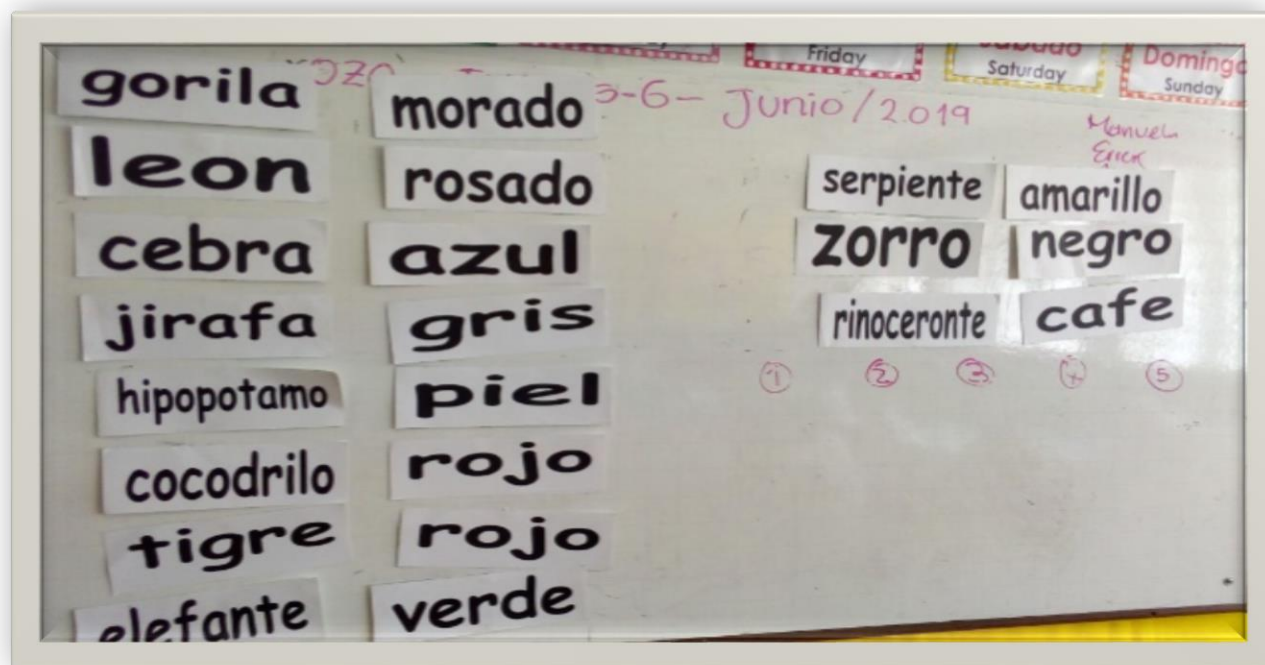 Friday
Sábado
Saturday
Domingo
Sunday
3-6- Junio/2019
Manuel
Erick
gorila
leon
cebra
jirafa
hipopotamo
cocodrilo
tigre
elefante
morado
rosado
azul
gris
piel
rojo
rojo
verde
serpiente amarillo
zorro negro
rinoceronte cafe
1 2 3 4 5